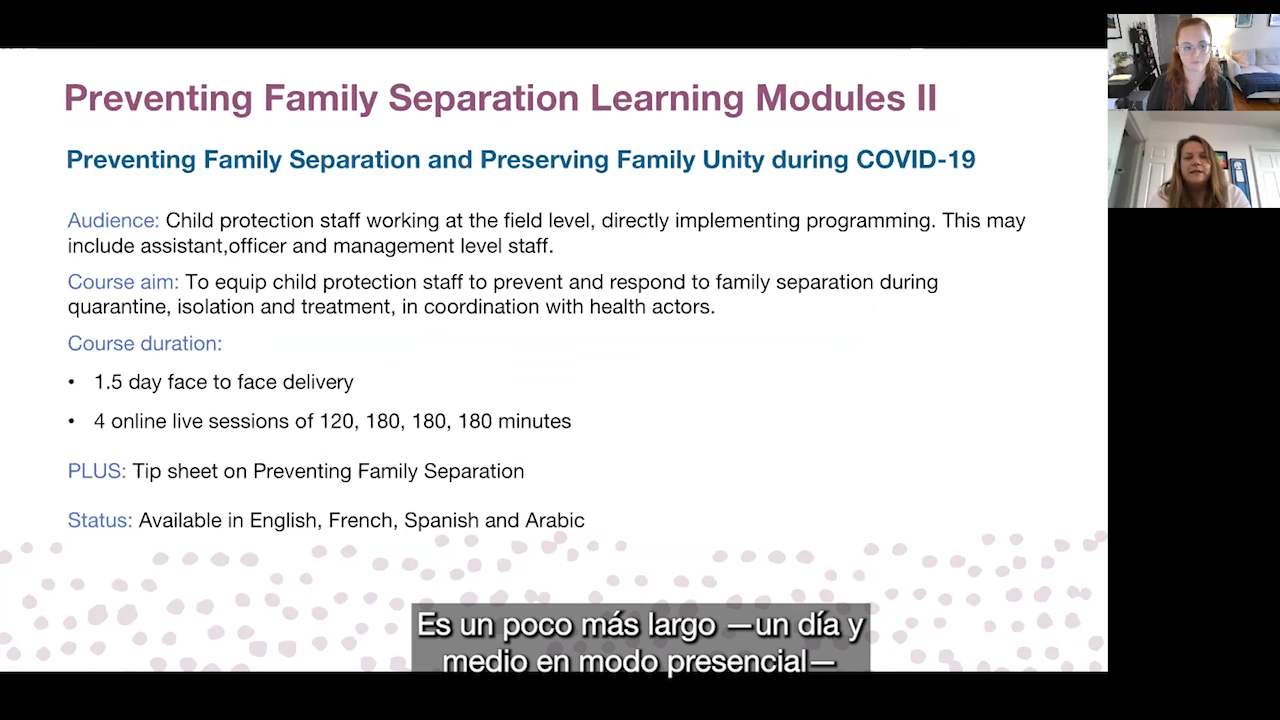 Preventing Family Separation Learning Modules II
Preventing Family Separation and Preserving Family Unity during COVID-19
Audience: Child protection staff working at the field level, directly implementing programming. This may
include assistant,officer and management level staff.
Course aim: To equip child protection staff to prevent and respond to family separation during
quarantine, isolation and treatment, in coordination with health actors.
Course duration:
• 1.5 day face to face delivery
• 4 online live sessions of 120, 180, 180, 180 minutes
PLUS: Tip sheet on Preventing Family Separation
Status: Available in English, French, Spanish and Arabic
Es un poco más largo —un día y
medio en modo presencial—